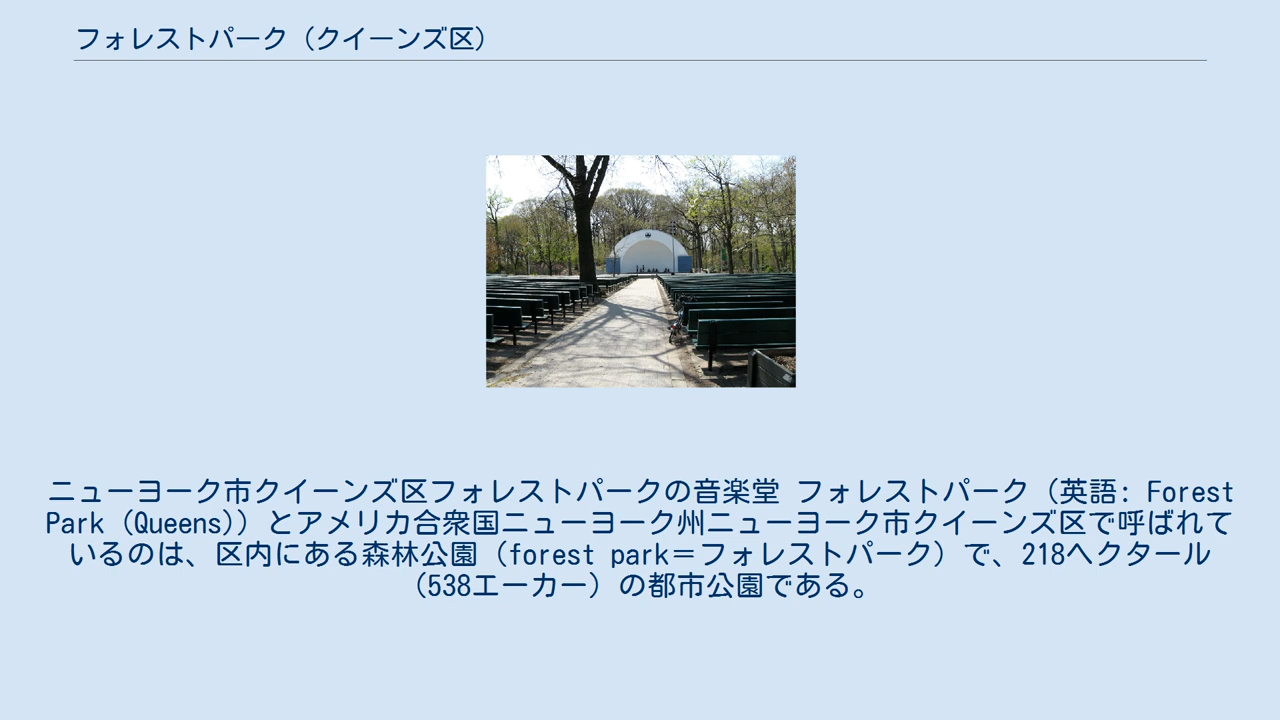 フォレストパーク（クイーンズ区）
ニューヨーク市クイーンズ区フォレストパークの音楽堂 フォレストパーク（英語: Forest
Park (Queens)）とアメリカ合衆国ニューヨーク州ニューヨーク市クイーンズ区で呼ばれて
いるのは、区内にある森林公園（forest park＝フォレストパーク）で、218ヘクタール
（538エーカー）の都市公園である。